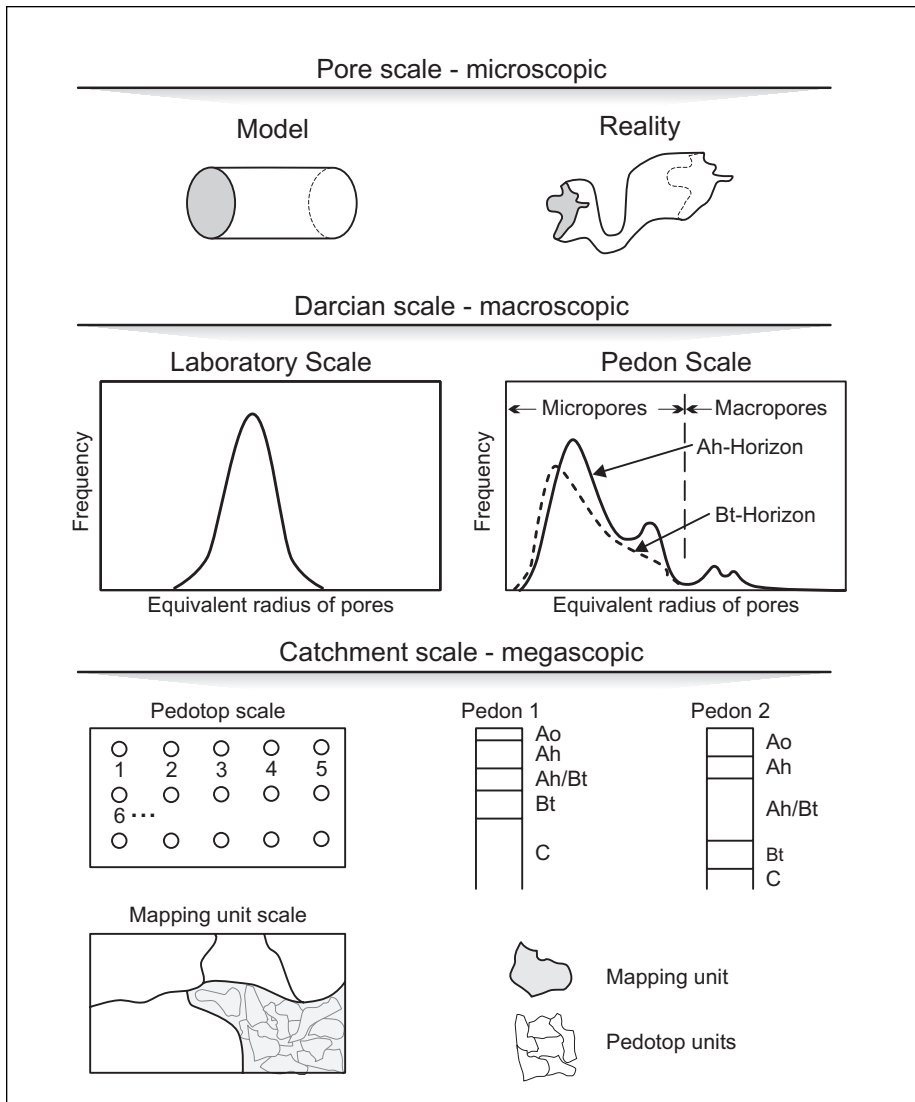 Pore scale - microscopic
Model
Reality
Darcian scale - macroscopic
Laboratory Scale
Frequency
Equivalent radius of pores
Pedon Scale
Micropores
Macropores
Ah-Horizon
Bt-Horizon
Frequency
Equivalent radius of pores
Catchment scale - megascopic
Pedotop scale
1 2 3 4 5
6 ...
Pedon 1
Ao
Ah
Ah/Bt
Bt
C
Pedon 2
Ao
Ah
Ah/Bt
Bt
C
Mapping unit scale
Mapping unit
Pedotop units